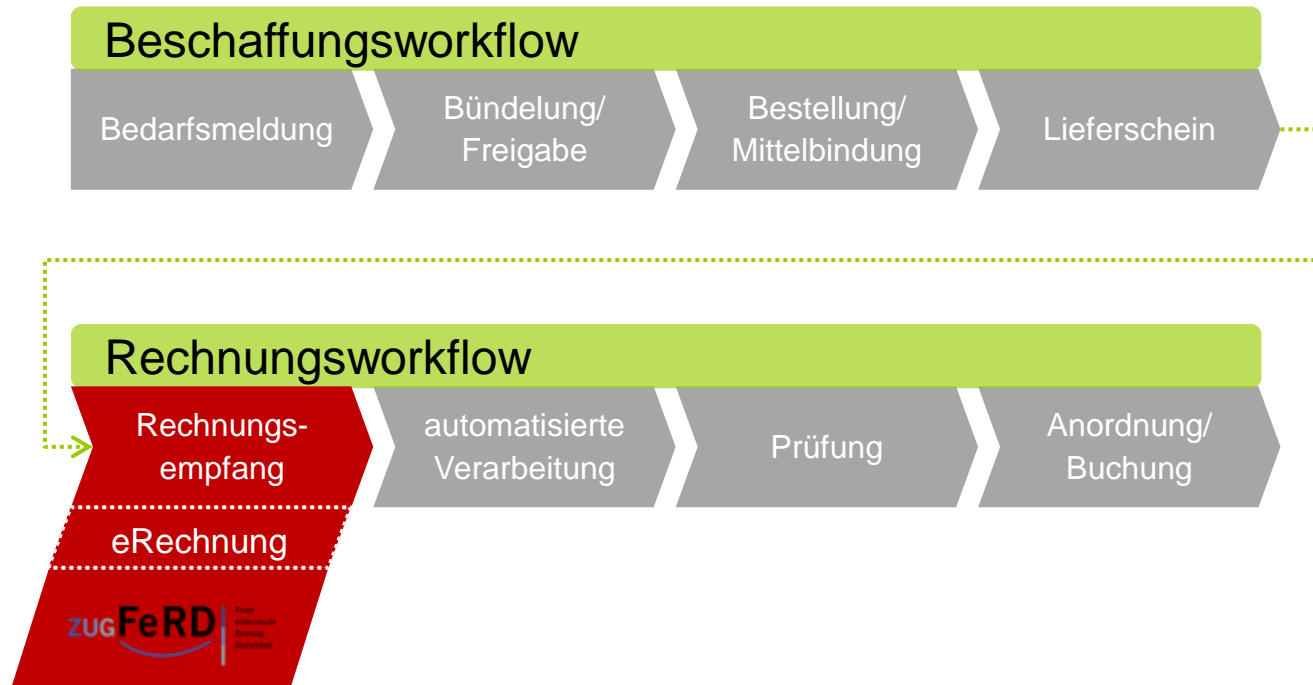 Beschaffungsworkflow
Bedarfsmeldung
Bündelung/
Freigabe
Bestellung/
Mittelbindung
Lieferschein
Rechnungsworkflow
Rechnungs-
empfang
automatisierte
Verarbeitung
Prüfung
Anordnung/
Buchung
eRechnung
ZUGFeRD